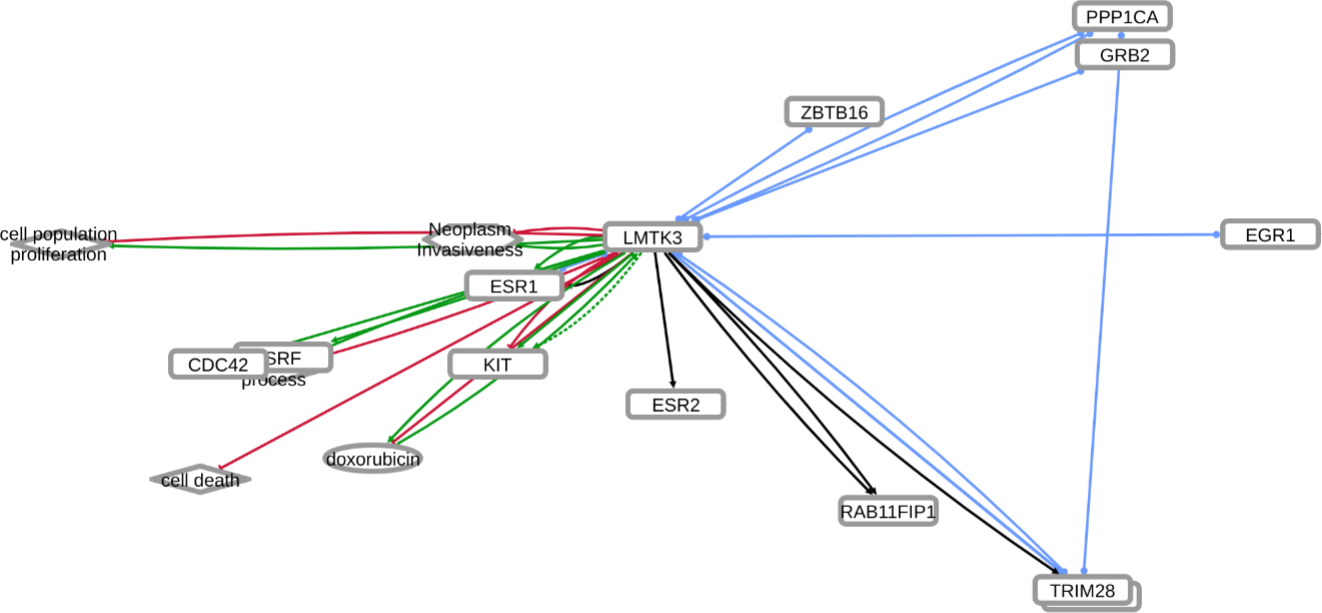 PPP1CA
GRB2
ZBTB16
cell population
proliferation
Neoplasm
Invasiveness
LMTK3
EGR1
ESR1
CDC42
SRF
process
KIT
ESR2
doxorubicin
cell death
RAB11FIP1
TRIM28